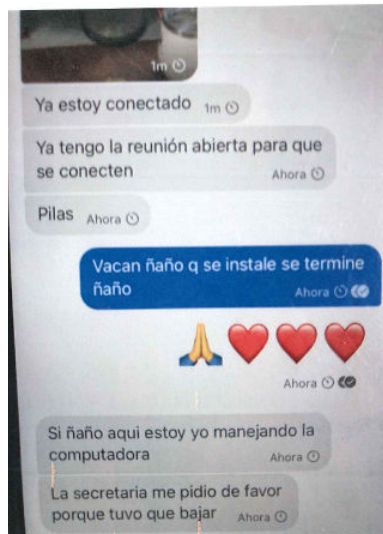 1m
Ya estoy conectado 1m
Ya tengo la reunión abierta para que
se conecten Ahora
Pilas Ahora
Vacan ñaño q se instale se termine
ñaño Ahora
🙏❤️❤️❤️
Ahora
Si ñaño aqui estoy yo manejando la
computadora Ahora
La secretaria me pidio de favor
porque tuvo que bajar Ahora